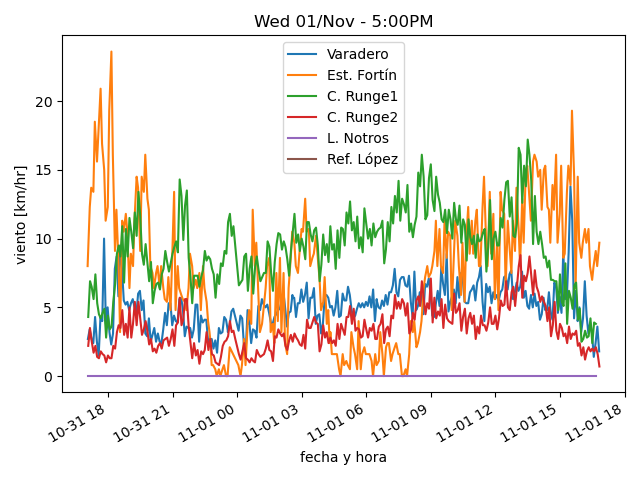 Wed 01/Nov - 5:00PM
Varadero
Est. Fortín
C. Runge1
C. Runge2
L. Notros
Ref. López
viento [km/hr]
20
15
10
5
0
10-31 18
10-31 21
11-01 00
11-01 03
11-01 06
11-01 09
11-01 12
11-01 15
11-01 18
fecha y hora